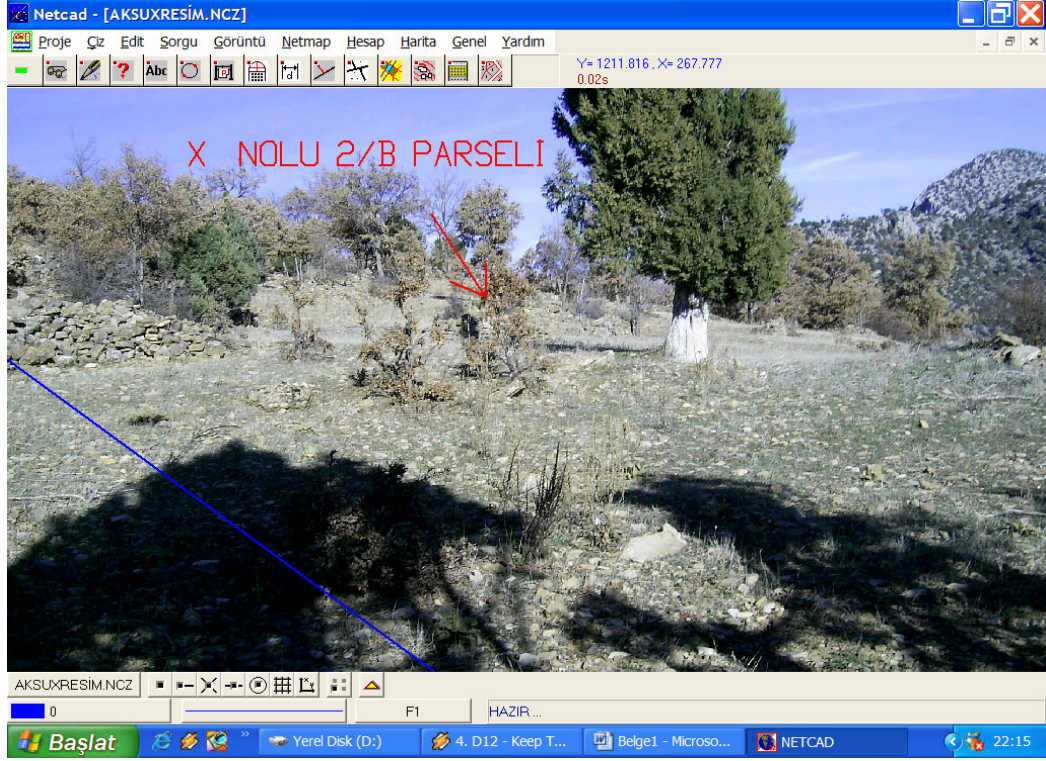 Netcad - [AKSUXRESİM.NCZ]
Proje Çiz Edit Sorgu Görüntü Netmap Hesap Harita Genel Yardım
Abc
Y= 1211.816 , X= 267.777
0.02s
X NOLU 2/B PARSELİ
AKSUXRESİM.NCZ
0 F1 HAZIR ...
Başlat Yerel Disk (D:) 4. D12 - Keep T... Belge1 - Microso... NETCAD 22:15